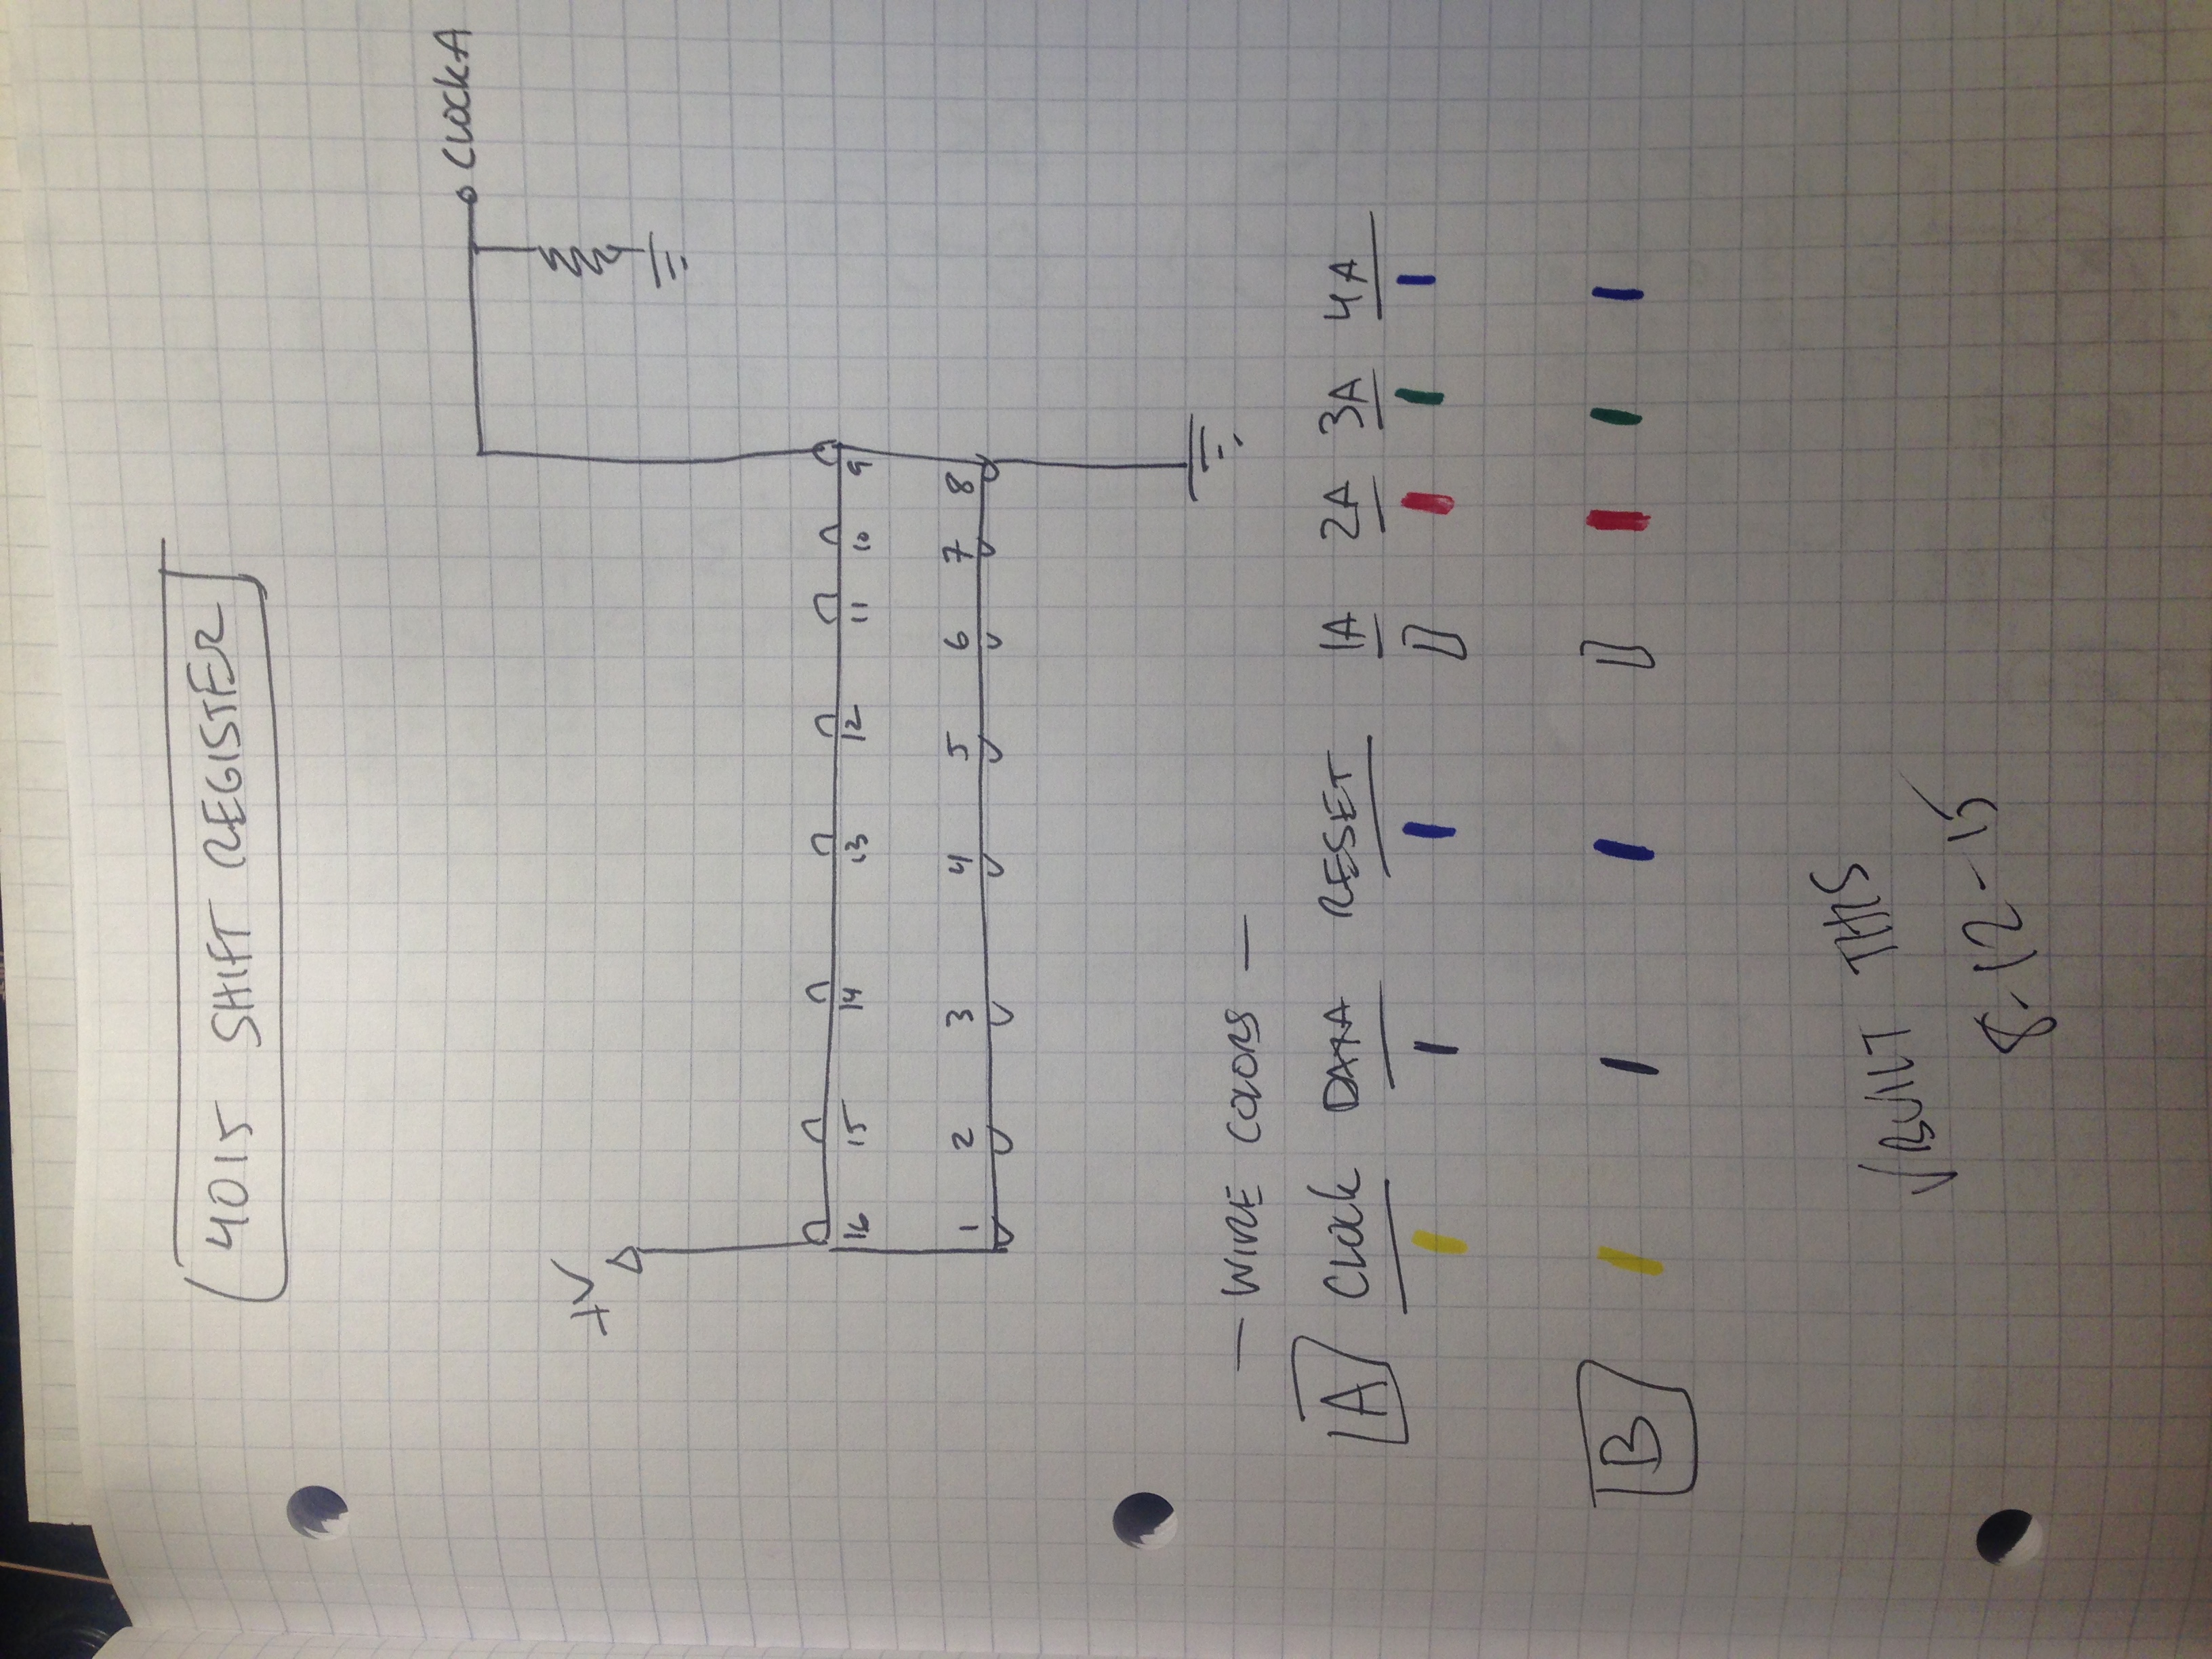 4015 SHIFT REGISTER
CLOCK A
+V
16 15 14 13 12 11 10 9
1 2 3 4 5 6 7 8
— WIRE COLORS —
A CLOCK DATA RESET 1A 2A 3A 4A
B
√ BUILT THIS
8-12-15